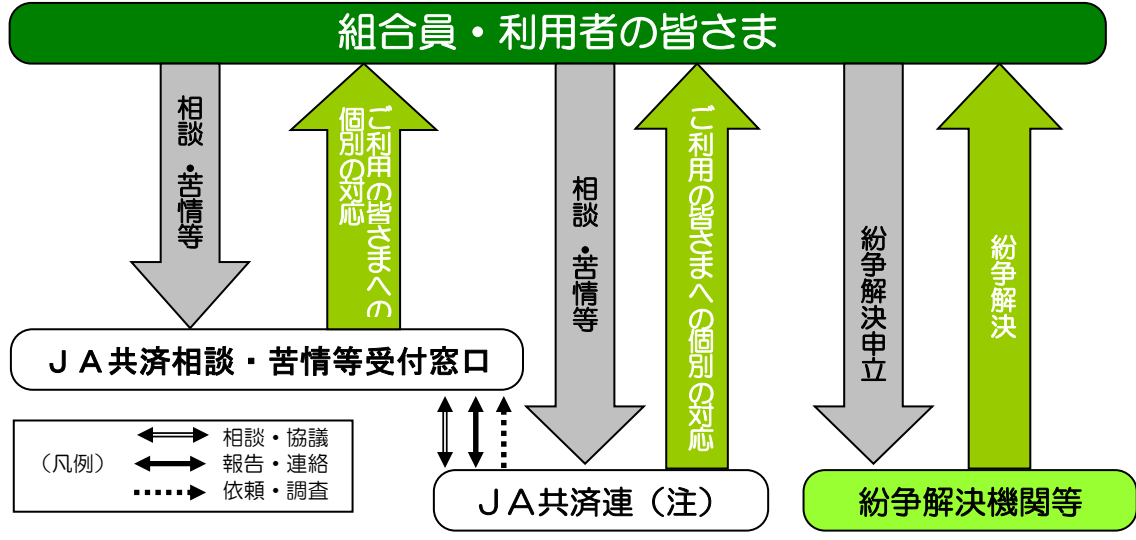 組合員・利用者の皆さま
相談・苦情等
ご利用の皆さまへの
個別の対応
相談・苦情等
ご利用の皆さまへの個別の対応
紛争解決申立
紛争解決
ＪＡ共済相談・苦情等受付窓口
（凡例）
相談・協議
報告・連絡
依頼・調査
ＪＡ共済連（注）
紛争解決機関等